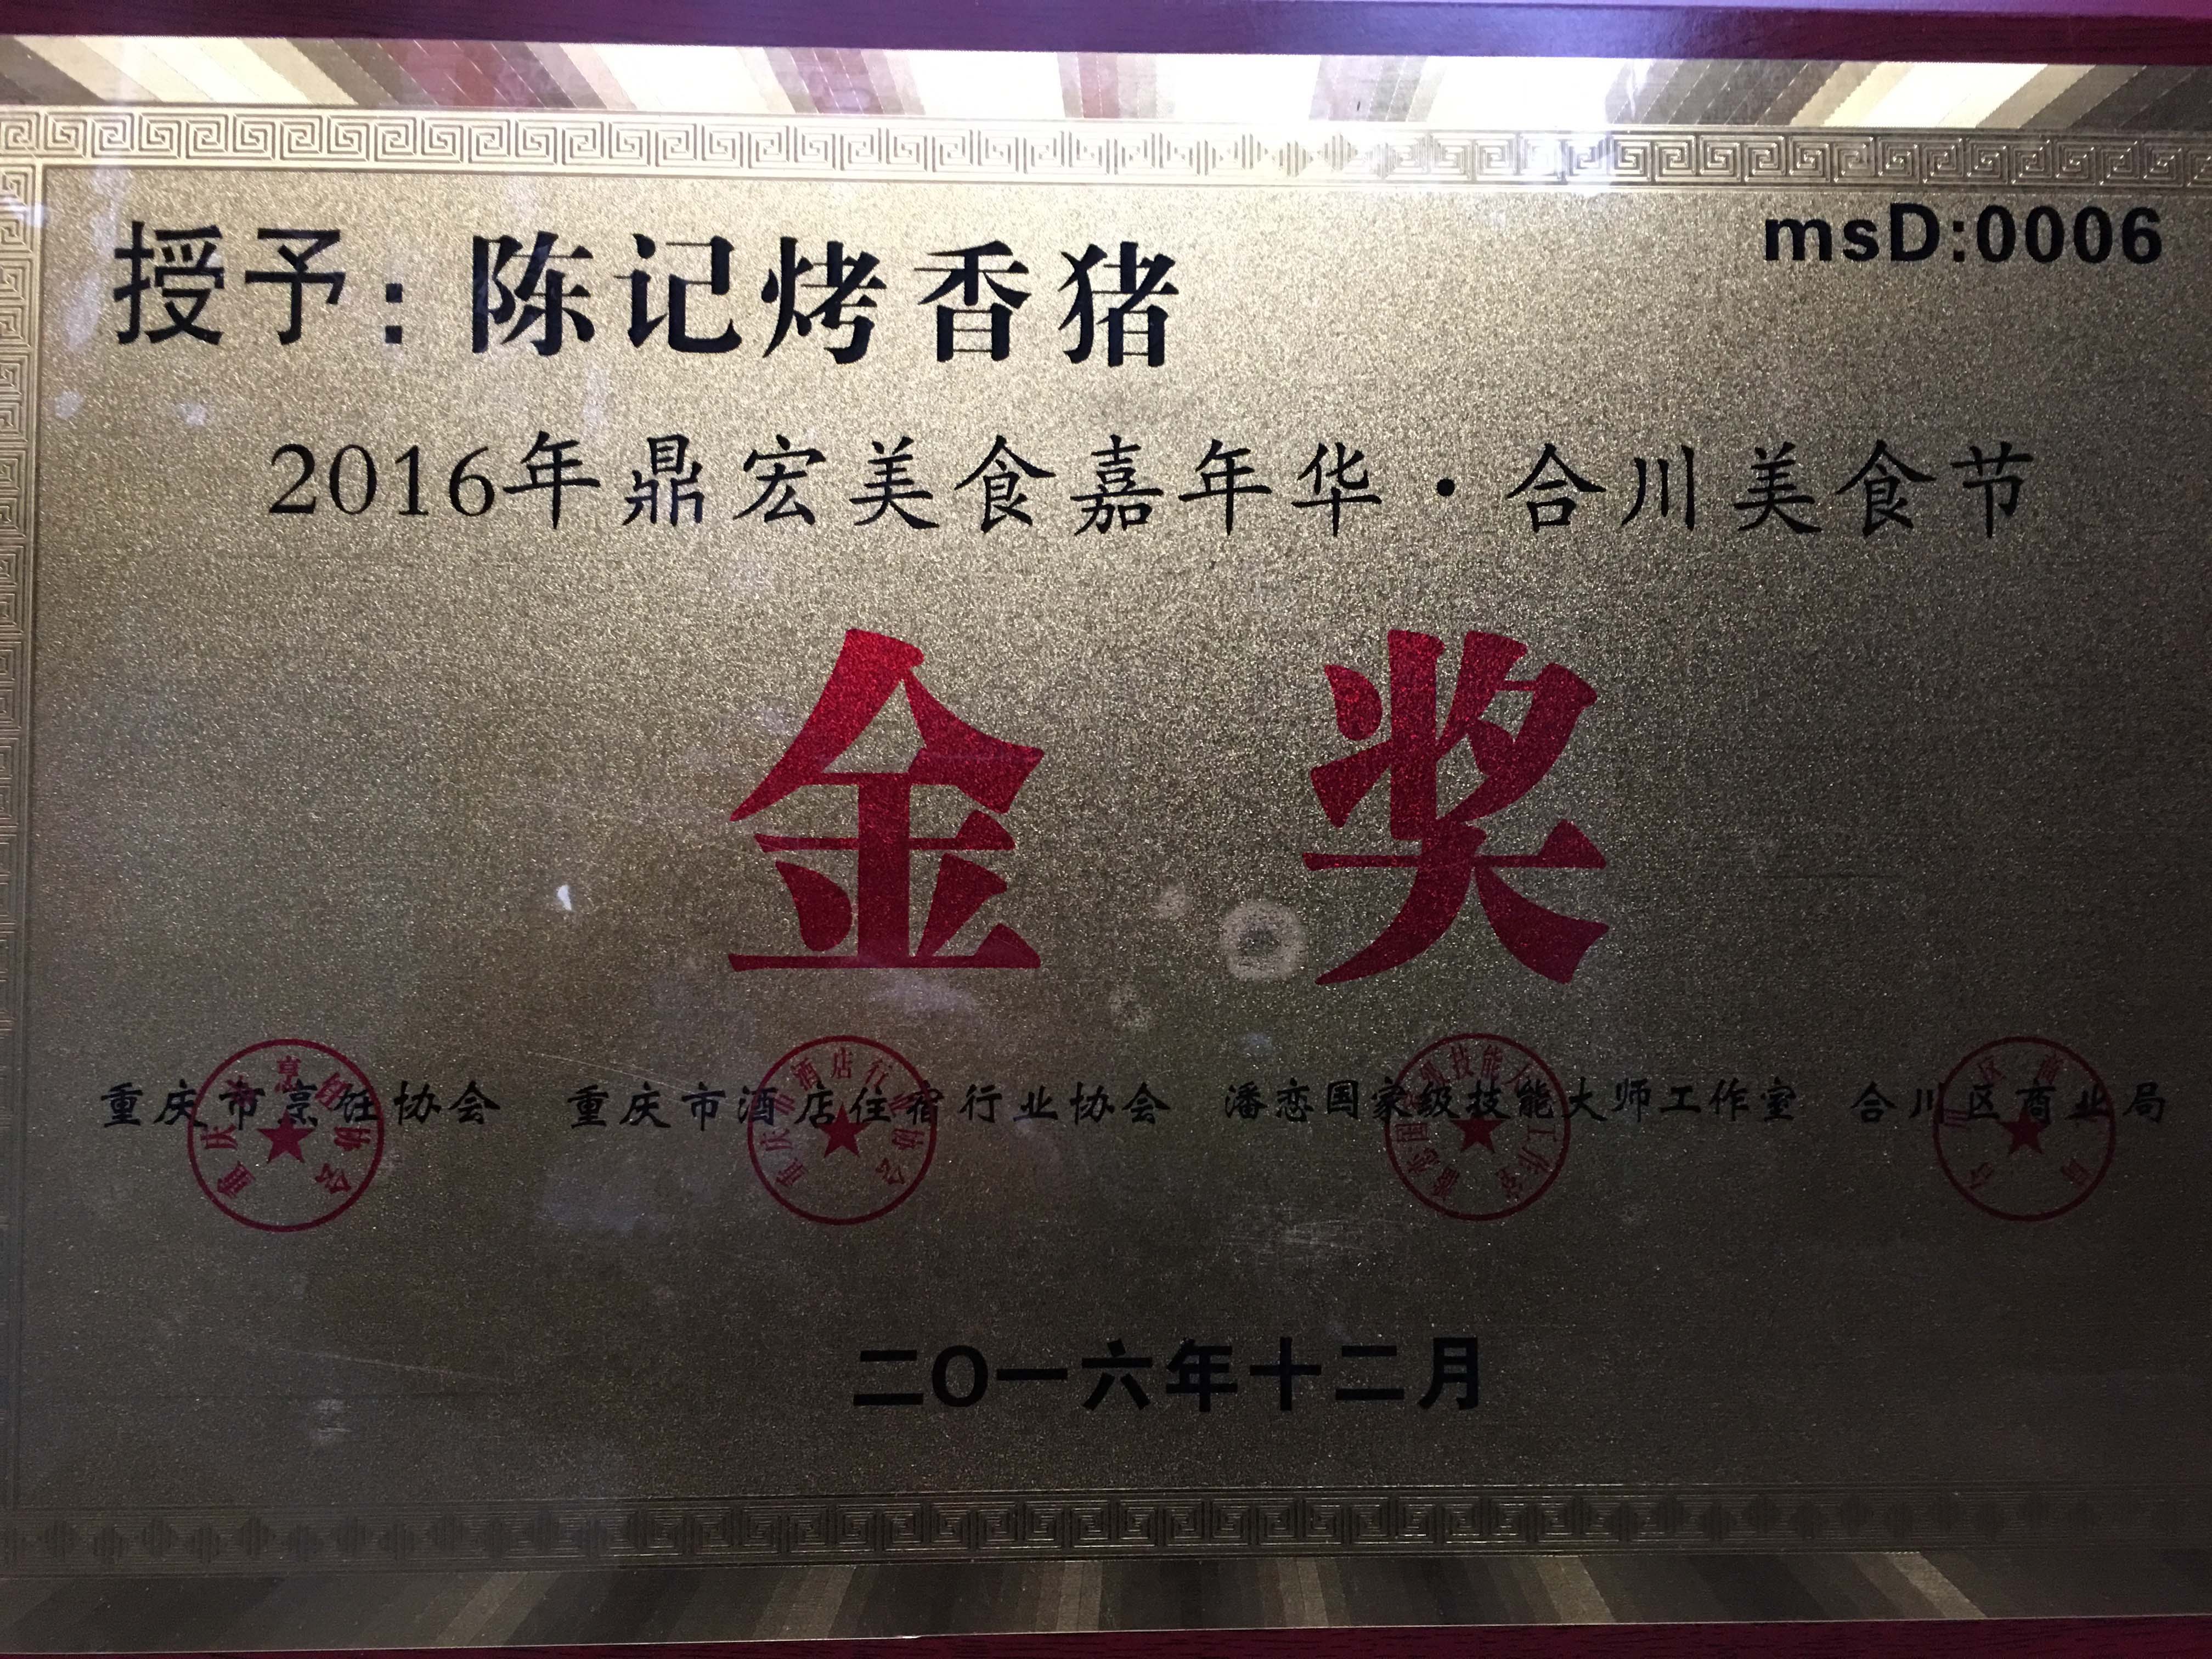 msD:0006
授予：陈记烤香猪
2016年鼎宏美食嘉年华·合川美食节
金奖
重庆市烹饪协会 重庆市酒店住宿行业协会 潘恋国家级技能大师工作室 合川区商业局
二〇一六年十二月